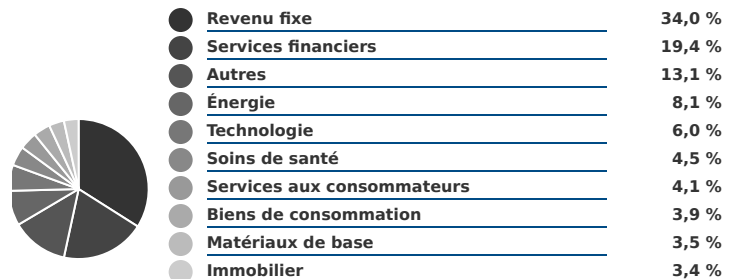 Revenu fixe 34,0 %
Services financiers 19,4 %
Autres 13,1 %
Énergie 8,1 %
Technologie 6,0 %
Soins de santé 4,5 %
Services aux consommateurs 4,1 %
Biens de consommation 3,9 %
Matériaux de base 3,5 %
Immobilier 3,4 %